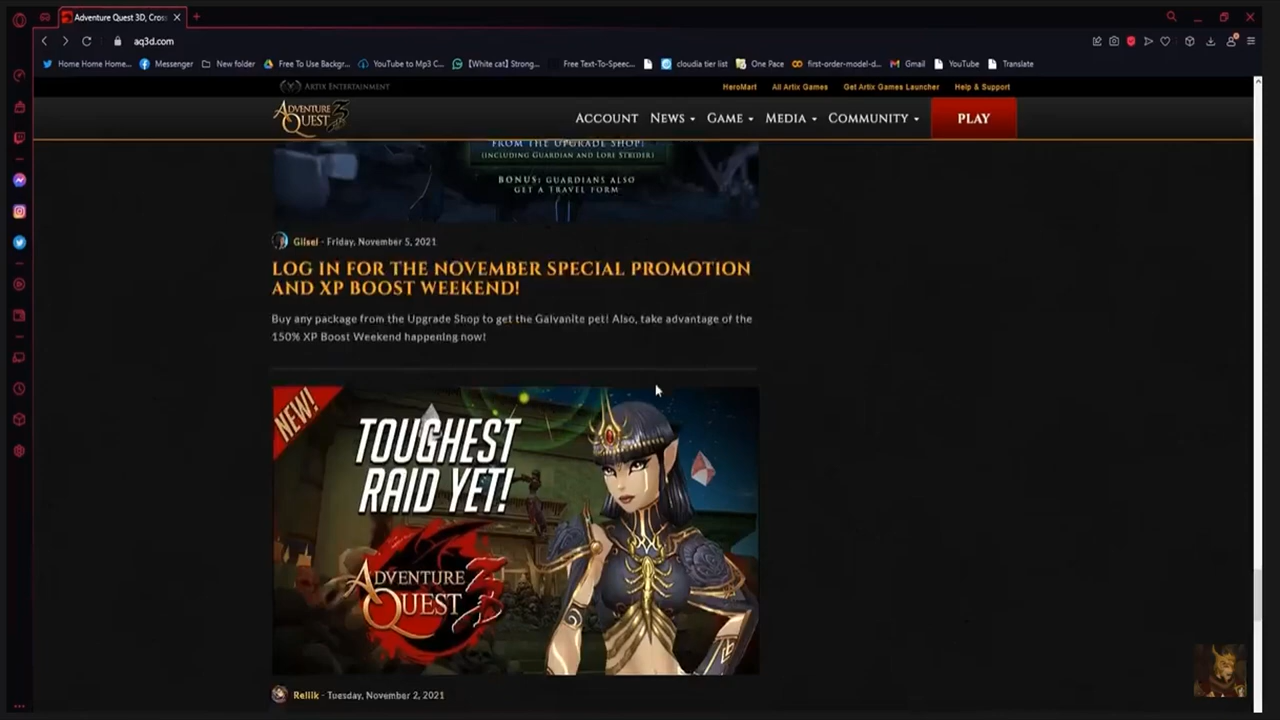 Adventure Quest 3D, Cros
aq3d.com
Home Home Home...
Messenger
New folder
Free To Use Backgr...
YouTube to Mp3 C...
[White cat] Strong...
Free Text-To-Speec...
cloudia tier list
One Pace
first-order-model-d...
Gmail
YouTube
Translate
ARTIX ENTERTAINMENT
HeroMart
All Artix Games
Get Artix Games Launcher
Help & Support
ADVENTURE QUEST 3D
ACCOUNT
NEWS
GAME
MEDIA
COMMUNITY
PLAY
FROM THE UPGRADE SHOP!
(INCLUDING GUARDIAN AND LORE STRIDER)
BONUS: GUARDIANS ALSO
GET A TRAVEL FORM
Glisel - Friday, November 5, 2021
LOG IN FOR THE NOVEMBER SPECIAL PROMOTION
AND XP BOOST WEEKEND!
Buy any package from the Upgrade Shop to get the Galvanite pet! Also, take advantage of the
150% XP Boost Weekend happening now!
NEW!
TOUGHEST
RAID YET!
ADVENTURE
QUEST 3
Rellik - Tuesday, November 2, 2021